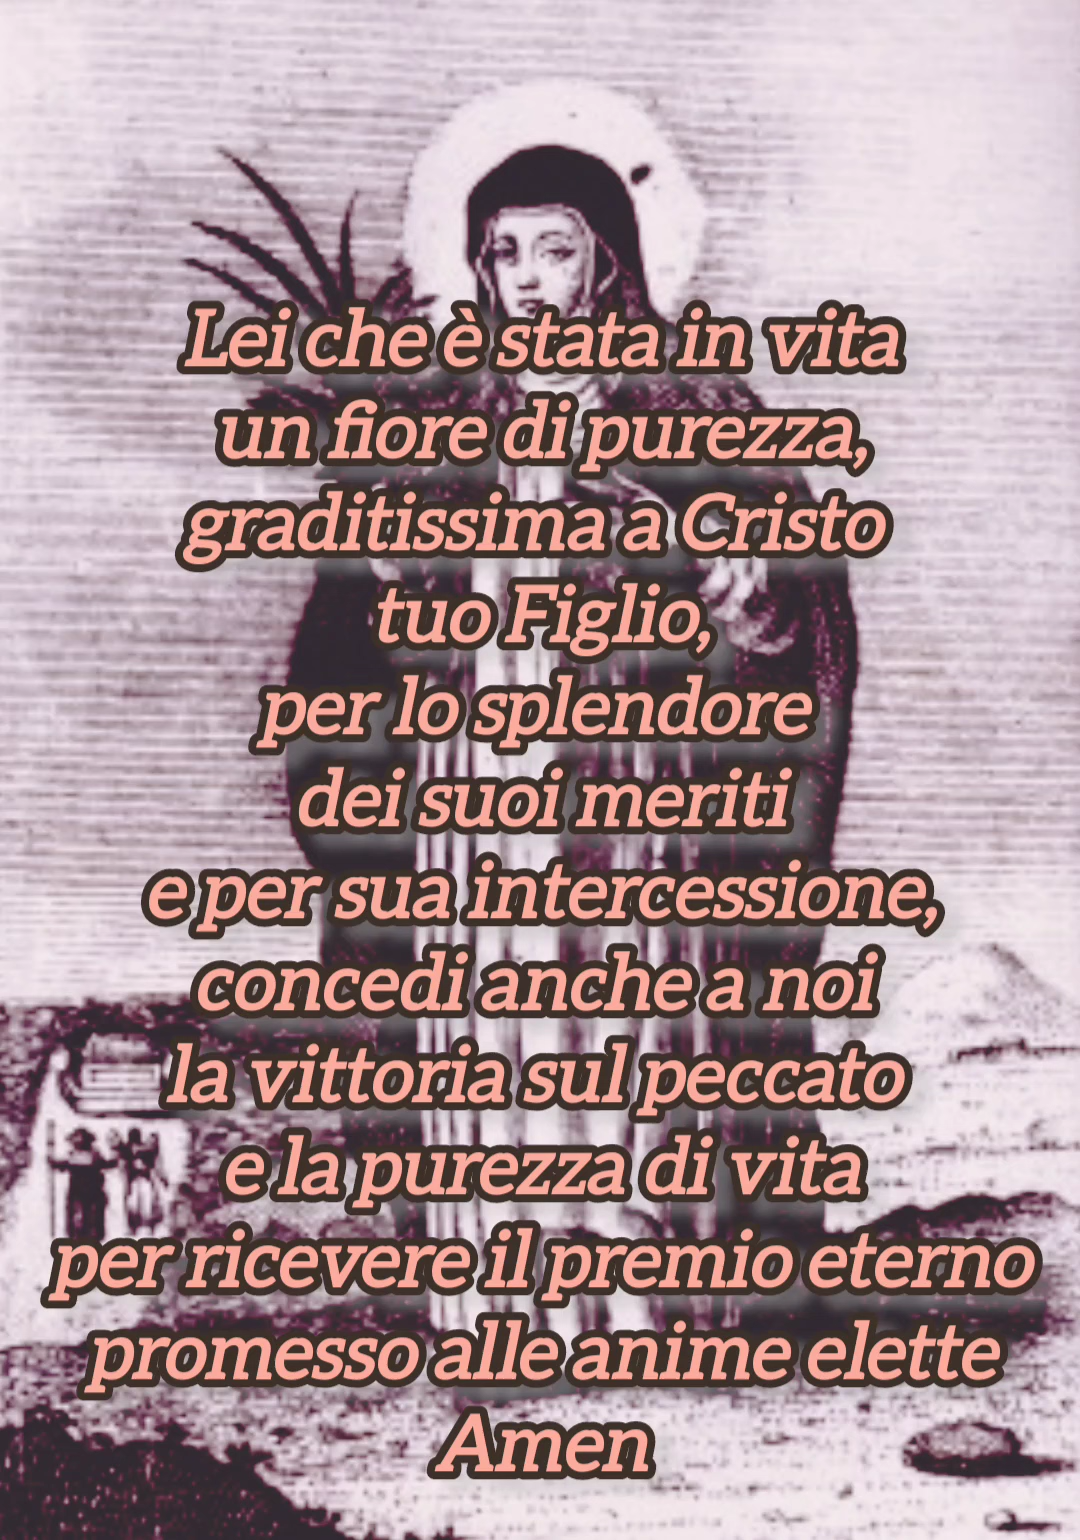 Lei che è stata in vita
un fiore di purezza,
graditissima a Cristo
tuo Figlio,
per lo splendore
dei suoi meriti
e per sua intercessione,
concedi anche a noi
la vittoria sul peccato
e la purezza di vita
per ricevere il premio eterno
promesso alle anime elette
Amen